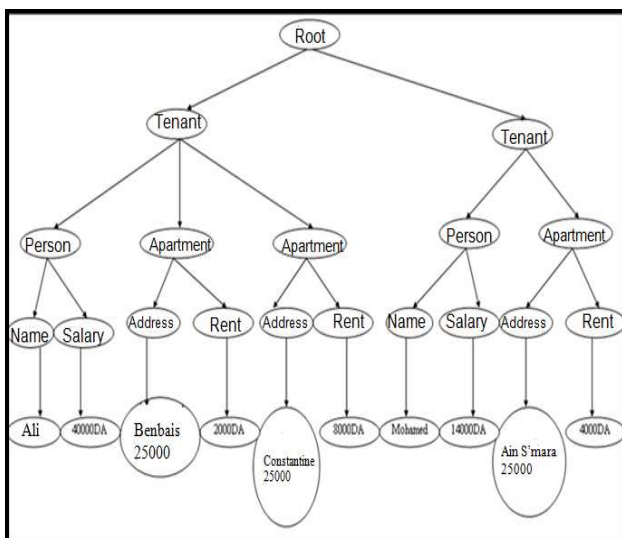 Root
Tenant
Tenant
Person
Apartment
Apartment
Person
Apartment
Name
Salary
Address
Rent
Address
Rent
Name
Salary
Address
Rent
Ali
40000DA
Benbais
25000
2000DA
Constantine
25000
8000DA
Mohamed
14000DA
Ain S'mara
25000
4000DA